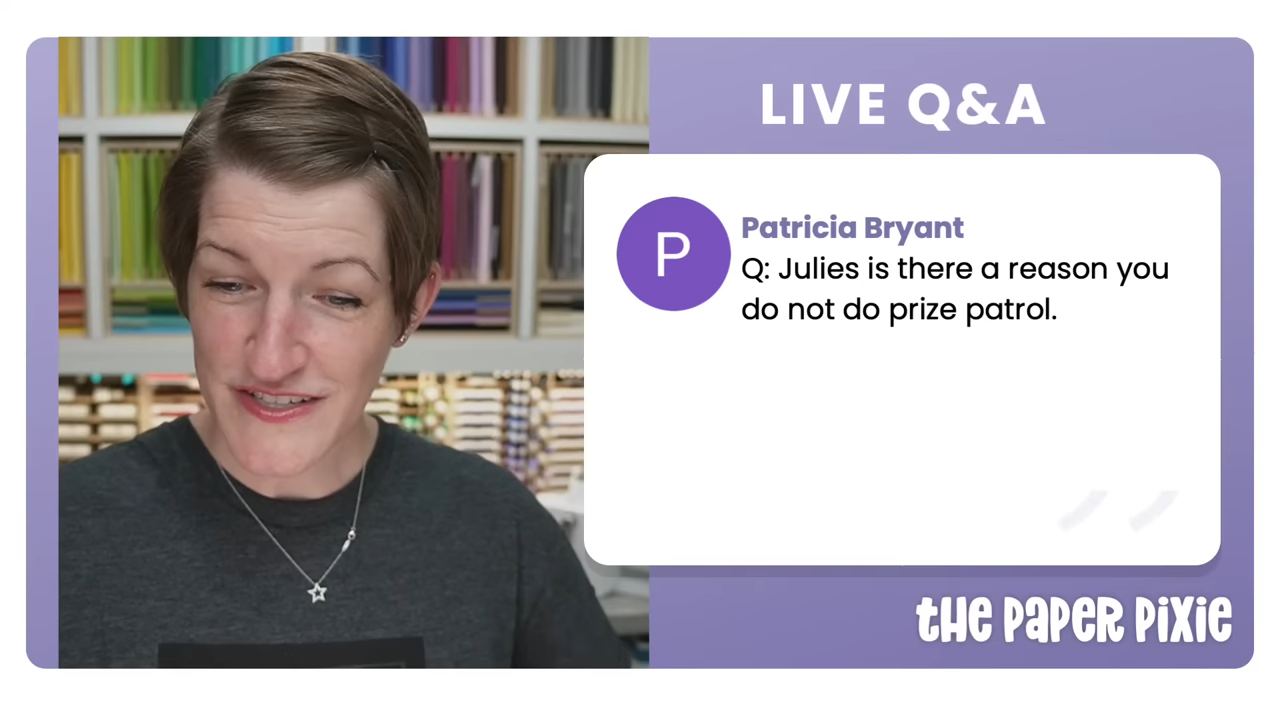 LIVE Q&A
P
Patricia Bryant
Q: Julies is there a reason you
do not do prize patrol.
the PAPER PIXIE